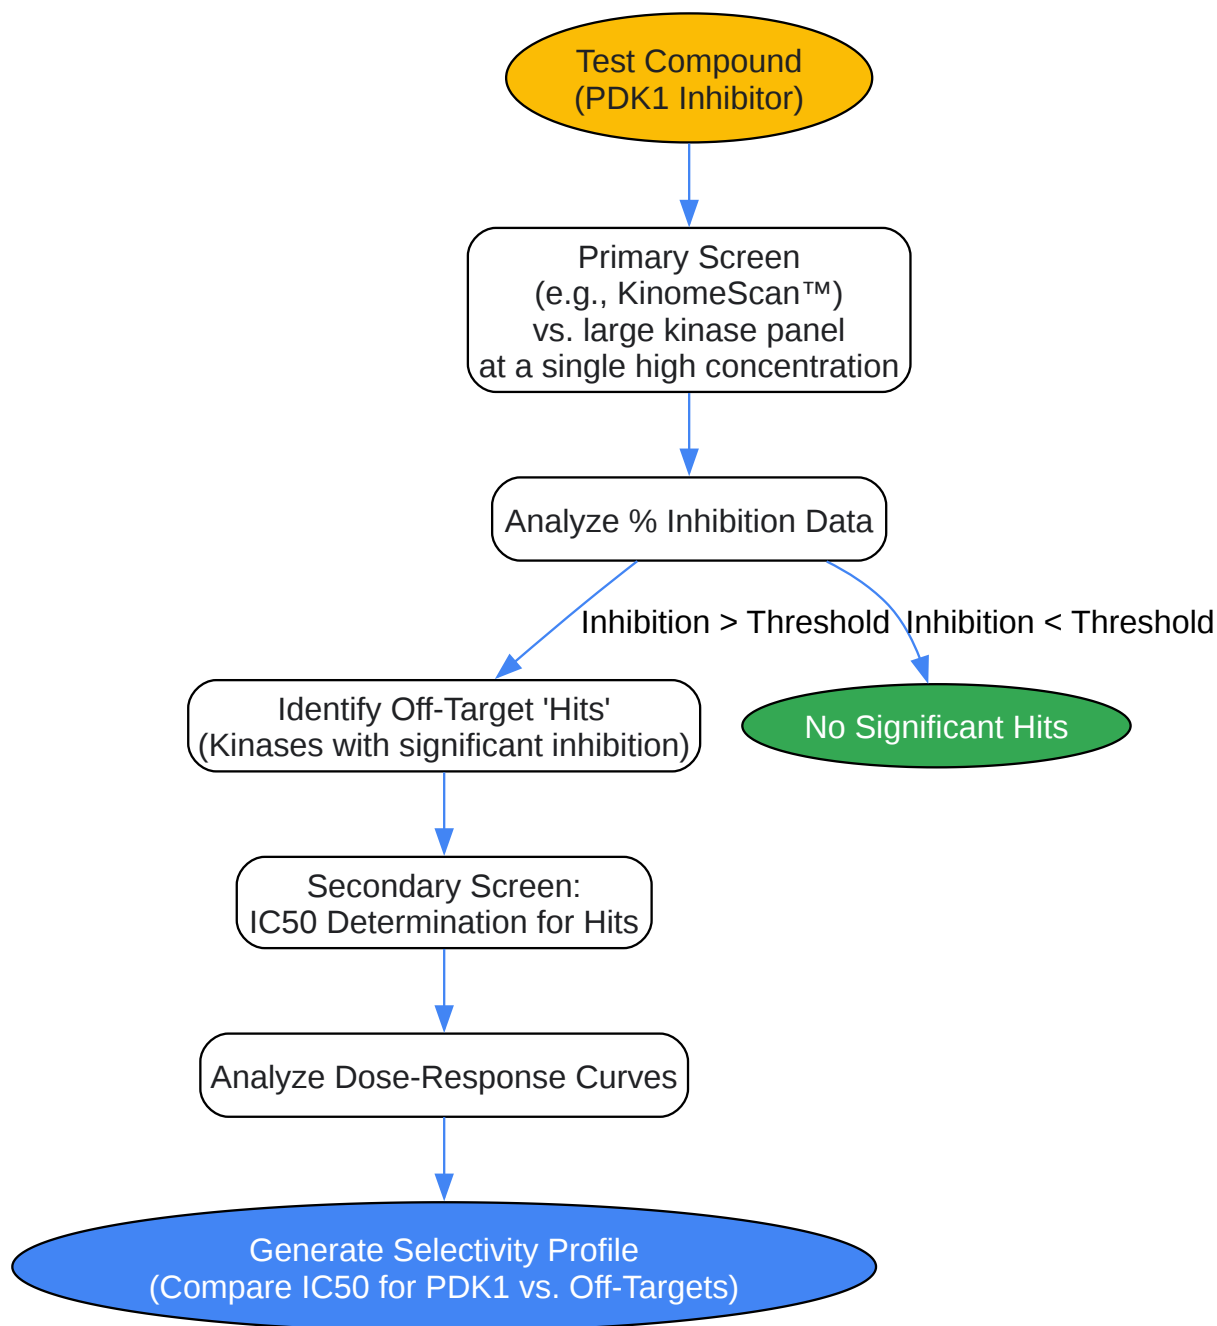 Test Compound
(PDK1 Inhibitor)
Primary Screen
(e.g., KinomeScan™)
vs. large kinase panel
at a single high concentration
Analyze % Inhibition Data
Inhibition > Threshold
Inhibition < Threshold
Identify Off-Target 'Hits'
(Kinases with significant inhibition)
No Significant Hits
Secondary Screen:
IC50 Determination for Hits
Analyze Dose-Response Curves
Generate Selectivity Profile
(Compare IC50 for PDK1 vs. Off-Targets)